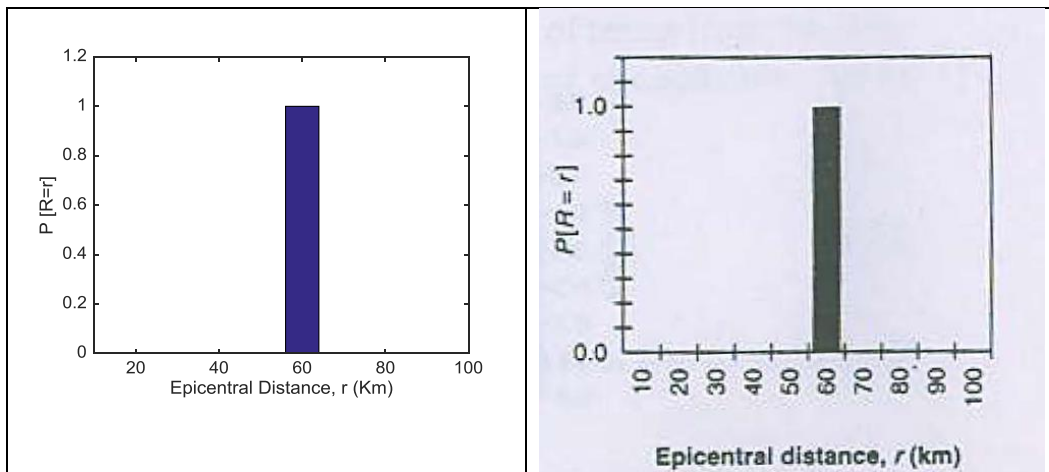 1.2
1
0.8
0.6
0.4
0.2
0
P [R=r]
20 40 60 80 100
Epicentral Distance, r (Km)
1.0
0.0
P[R = r]
10 20 30 40 50 60 70 80 90 100
Epicentral distance, r (km)